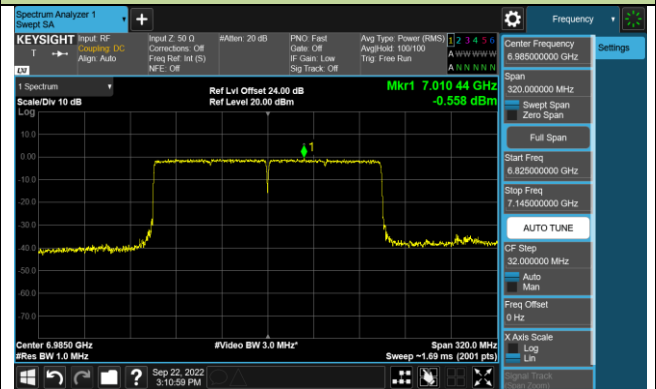 Spectrum Analyzer 1
Swept SA
+
Frequency
KEYSIGHT
Input: RF
Coupling: DC
Align: Auto
Input Z: 50 Ω
Corrections: Off
Freq Ref: Int (S)
NFE: Off
#Atten: 20 dB
PNO: Fast
Gate: Off
IF Gain: Low
Sig Track: Off
Avg Type: Power (RMS)
Avg|Hold: 100/100
Trig: Free Run
1 2 3 4 5 6
A W W W W W
A N N N N N
T
LXI
Center Frequency
6.985000000 GHz
Settings
Span
320.000000 MHz
Swept Span
Zero Span
Full Span
Start Freq
6.825000000 GHz
Stop Freq
7.145000000 GHz
AUTO TUNE
CF Step
32.000000 MHz
Auto
Man
Freq Offset
0 Hz
X Axis Scale
Log
Lin
Signal Track
(Span Zoom)
1 Spectrum
Scale/Div 10 dB
Log
Ref Lvl Offset 24.00 dB
Ref Level 20.00 dBm
Mkr1 7.010 44 GHz
-0.558 dBm
1
10.0
0.00
-10.0
-20.0
-30.0
-40.0
-50.0
-60.0
-70.0
Center 6.9850 GHz
#Res BW 1.0 MHz
#Video BW 3.0 MHz*
Span 320.0 MHz
Sweep ~1.69 ms (2001 pts)
?
Sep 22, 2022
3:10:59 PM